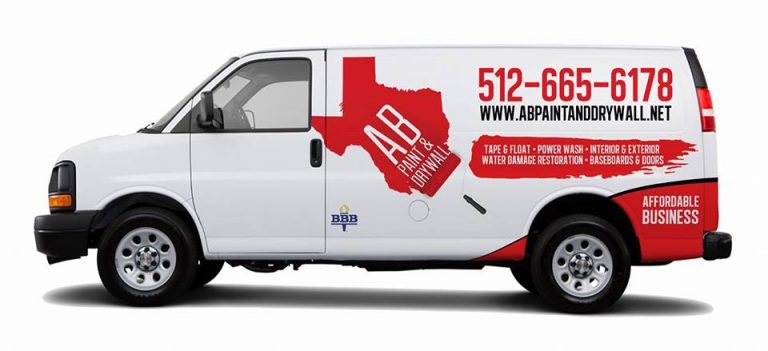 AB
PAINT &
DRYWALL
512-665-6178
WWW.ABPAINTANDDRYWALL.NET
TAPE & FLOAT • POWER WASH • INTERIOR & EXTERIOR
WATER DAMAGE RESTORATION • BASEBOARDS & DOORS
AFFORDABLE
BUSINESS
BBB